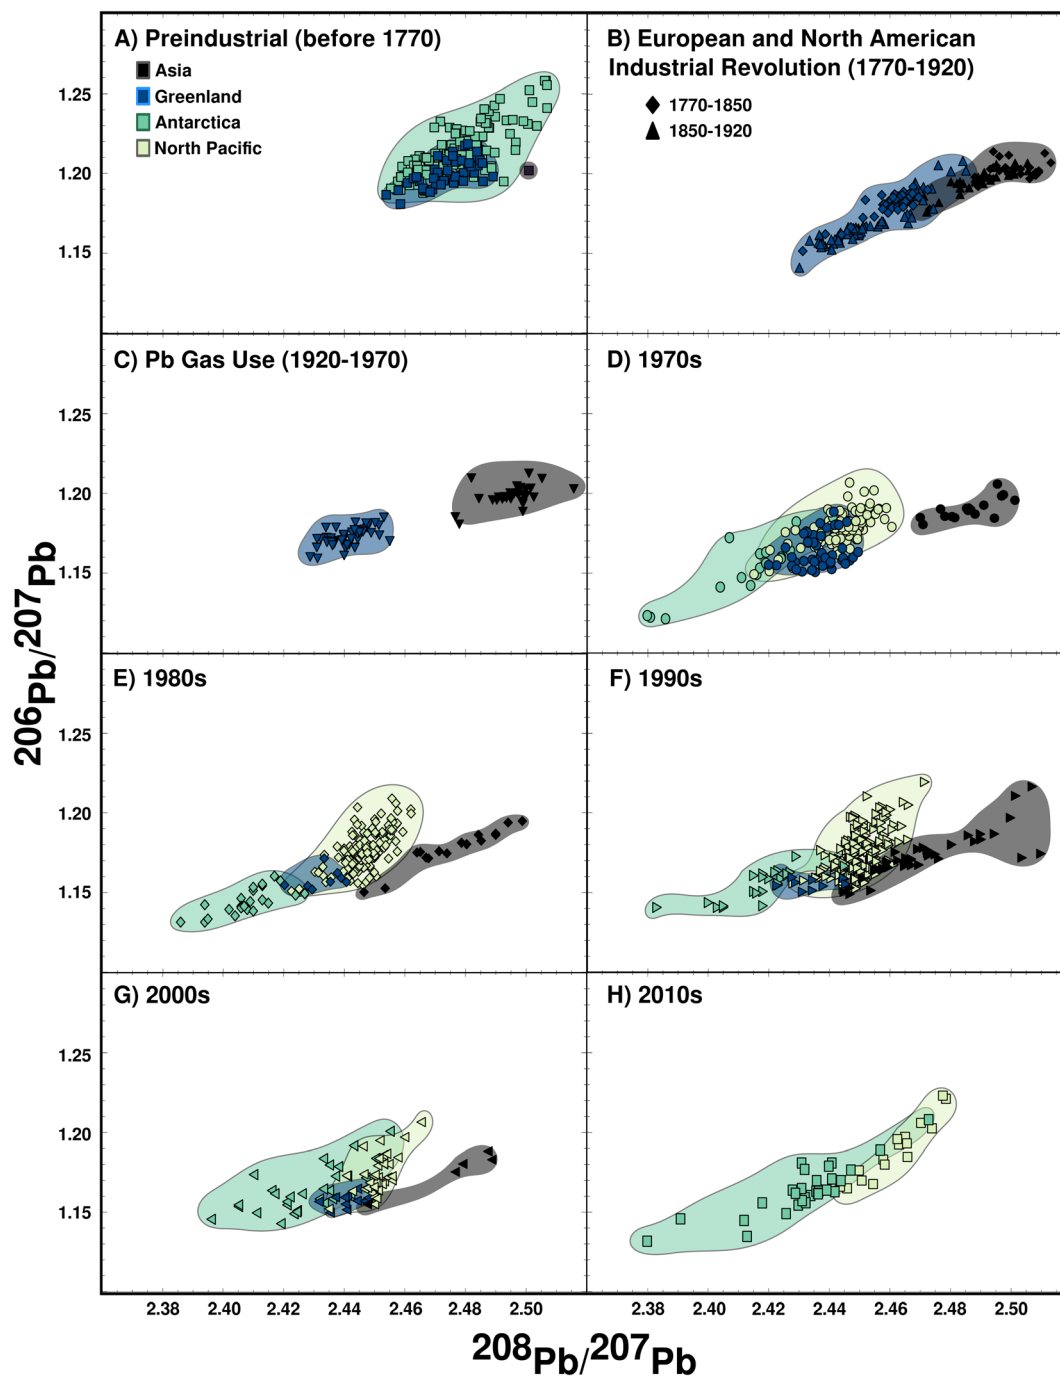 A) Preindustrial (before 1770)
Asia
Greenland
Antarctica
North Pacific
B) European and North American
Industrial Revolution (1770-1920)
1770-1850
1850-1920
1.25
1.20
1.15
C) Pb Gas Use (1920-1970)
D) 1970s
1.25
1.20
1.15
206Pb/207Pb
E) 1980s
F) 1990s
1.25
1.20
1.15
G) 2000s
H) 2010s
1.25
1.20
1.15
2.38 2.40 2.42 2.44 2.46 2.48 2.50 2.38 2.40 2.42 2.44 2.46 2.48 2.50
208Pb/207Pb